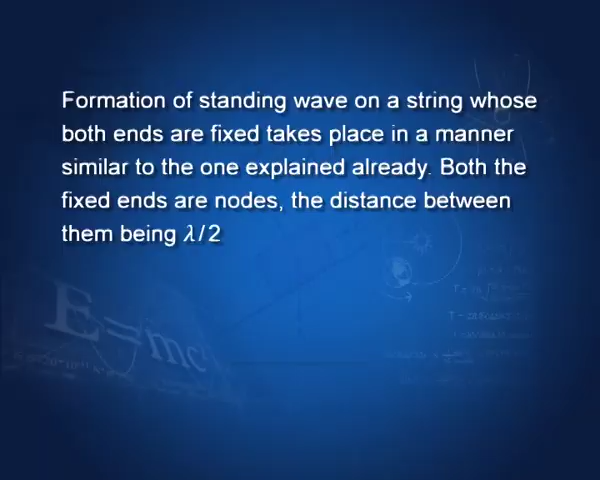 Formation of standing wave on a string whose
both ends are fixed takes place in a manner
similar to the one explained already. Both the
fixed ends are nodes, the distance between
them being λ/2
E=mc